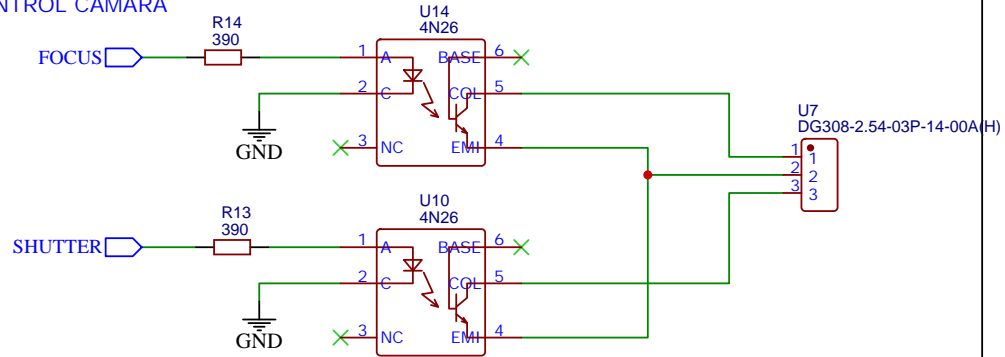 NTROL CAMARA
R14
390
FOCUS
GND
U14
4N26
1
A
2
C
3
NC
BASE
6
COL
5
EMI
4
U7
DG308-2.54-03P-14-00A(H)
1
1
2
2
3
3
R13
390
SHUTTER
GND
U10
4N26
1
A
2
C
3
NC
BASE
6
COL
5
EMI
4